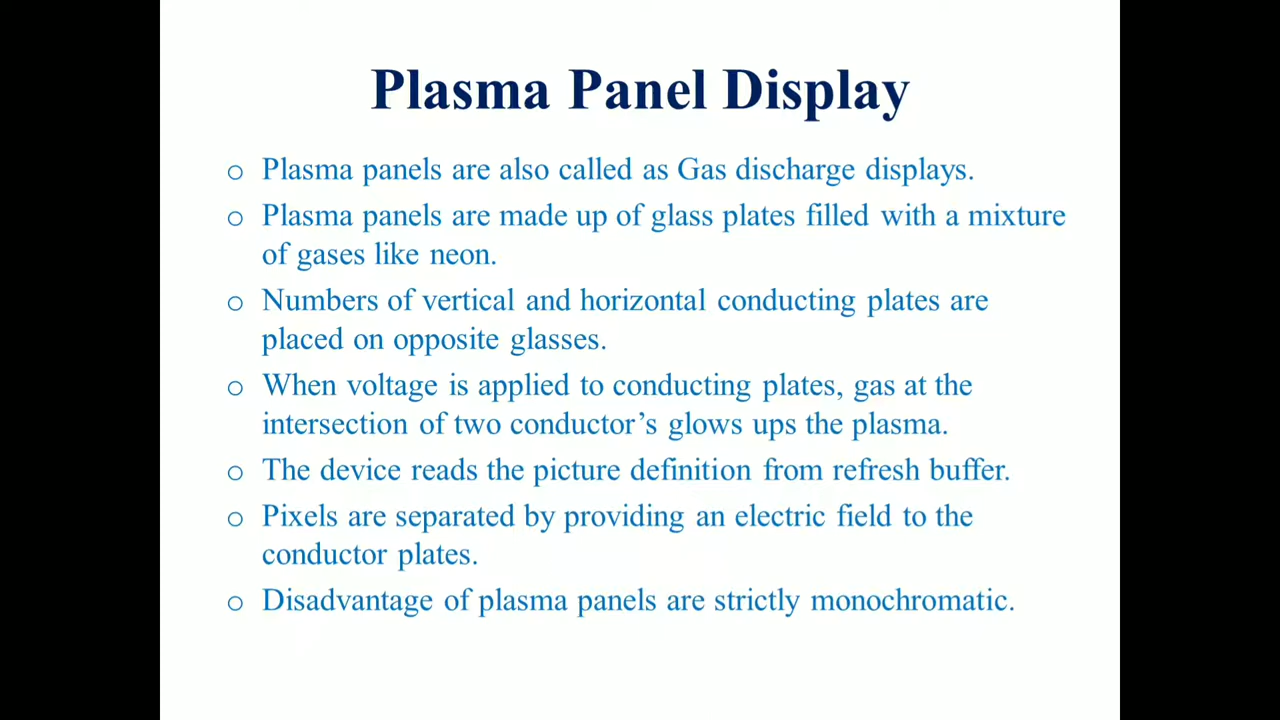 Plasma Panel Display
o Plasma panels are also called as Gas discharge displays.
o Plasma panels are made up of glass plates filled with a mixture
of gases like neon.
o Numbers of vertical and horizontal conducting plates are
placed on opposite glasses.
o When voltage is applied to conducting plates, gas at the
intersection of two conductor’s glows ups the plasma.
o The device reads the picture definition from refresh buffer.
o Pixels are separated by providing an electric field to the
conductor plates.
o Disadvantage of plasma panels are strictly monochromatic.